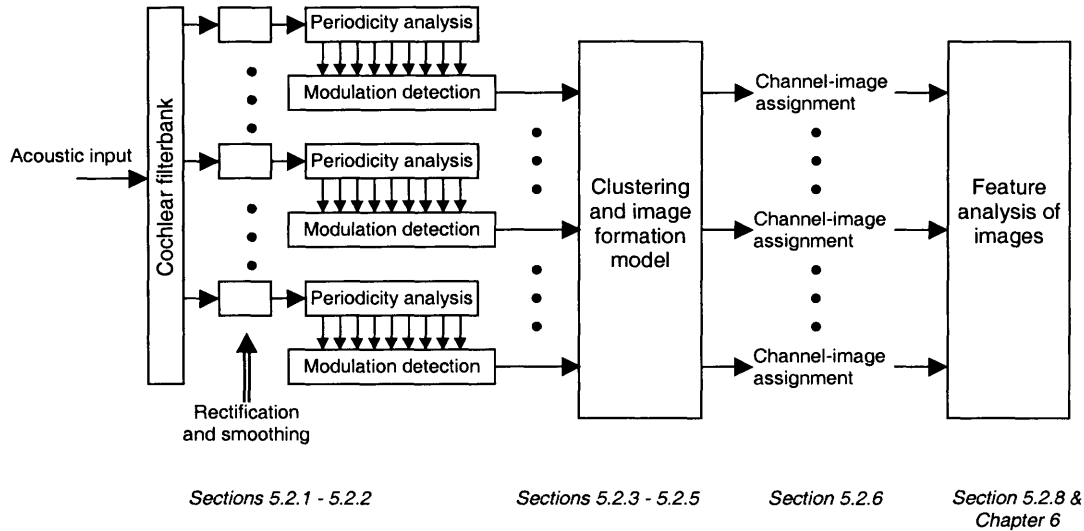 Acoustic input
Cochlear filterbank
Periodicity analysis
Modulation detection
Periodicity analysis
Modulation detection
Periodicity analysis
Modulation detection
Rectification
and smoothing
Clustering
and image
formation
model
Channel-image
assignment
Channel-image
assignment
Channel-image
assignment
Feature
analysis of
images
Sections 5.2.1 - 5.2.2
Sections 5.2.3 - 5.2.5
Section 5.2.6
Section 5.2.8 &
Chapter 6